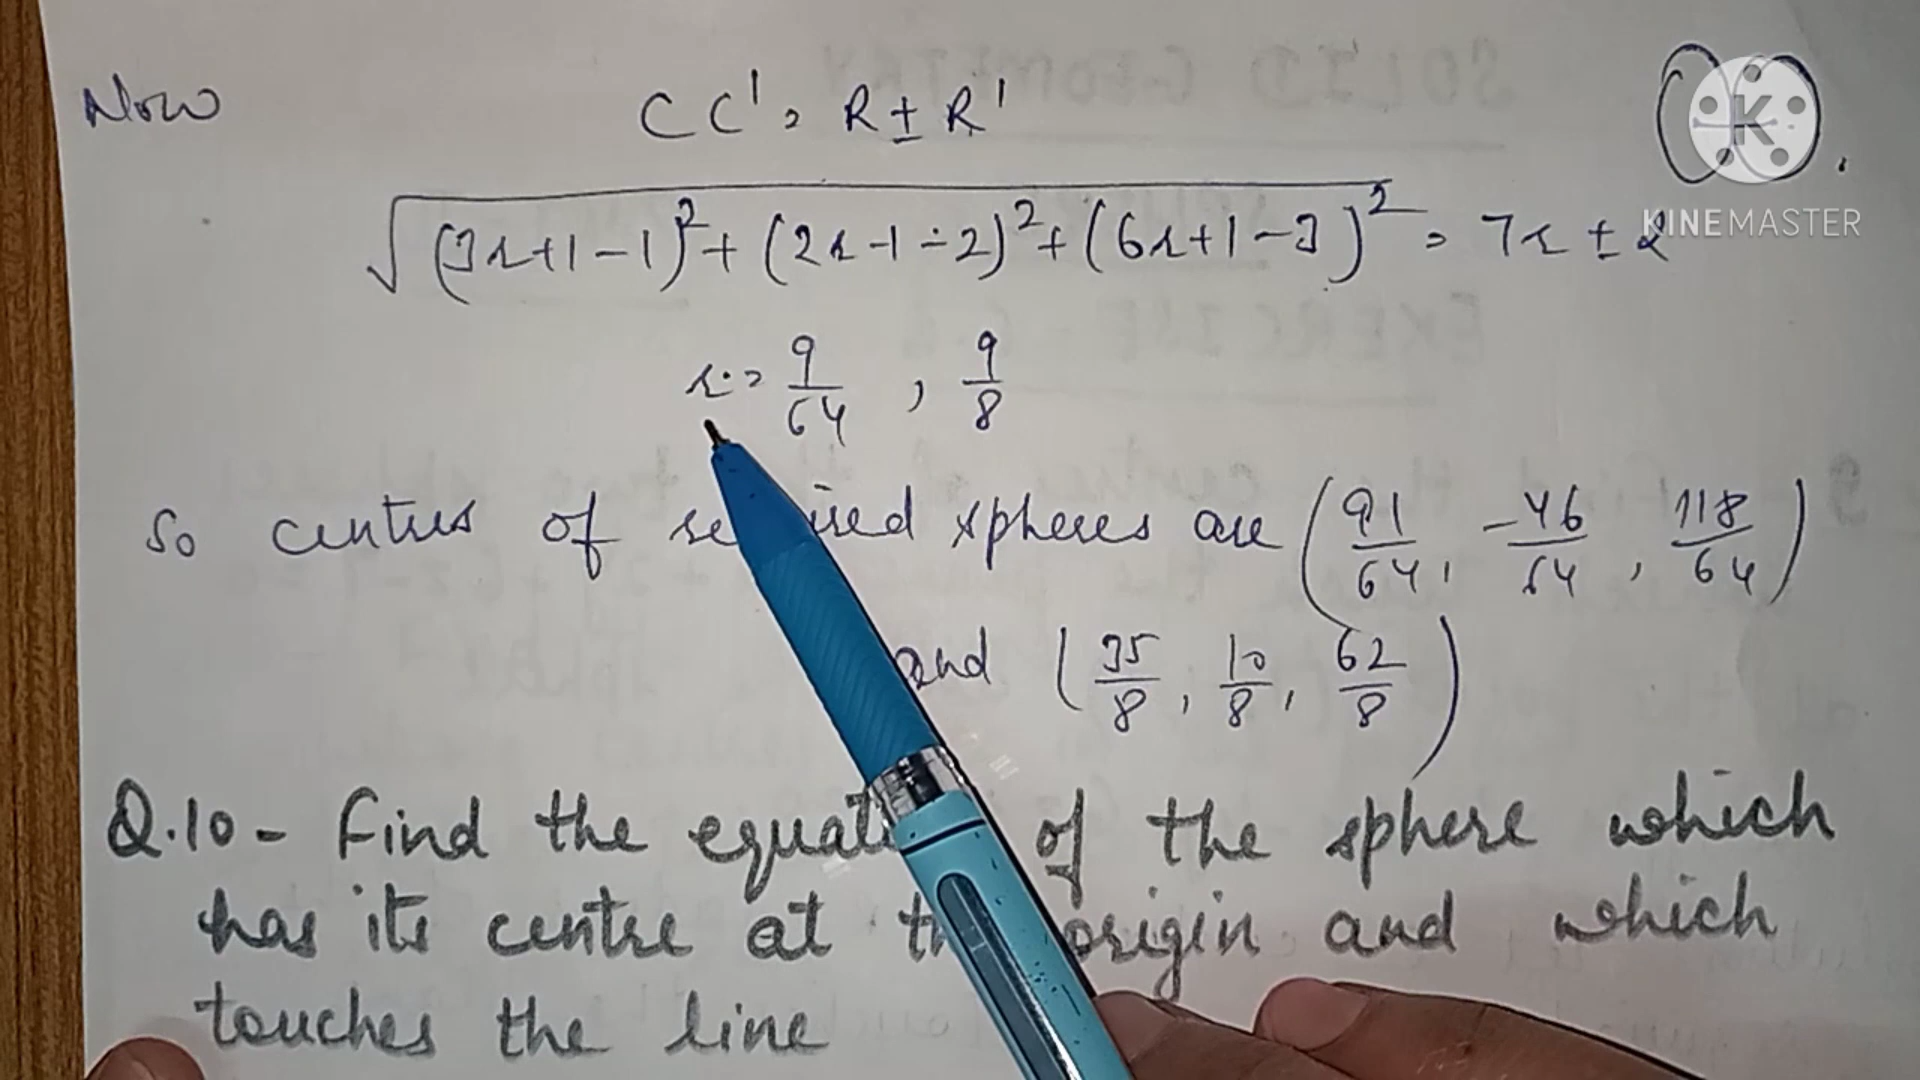 Now CC' = R ± R'
√(3r+1-1)²+(2r-1-2)²+(6r+1-3)² = 7r ± 2
KINEMASTER
r = 9/64 , 9/8
So centres of required spheres are (91/64, -46/64, 118/64)
and (35/8, 10/8, 62/8)
Q.10- Find the equation of the sphere which
has its centre at the origin and which
touches the line